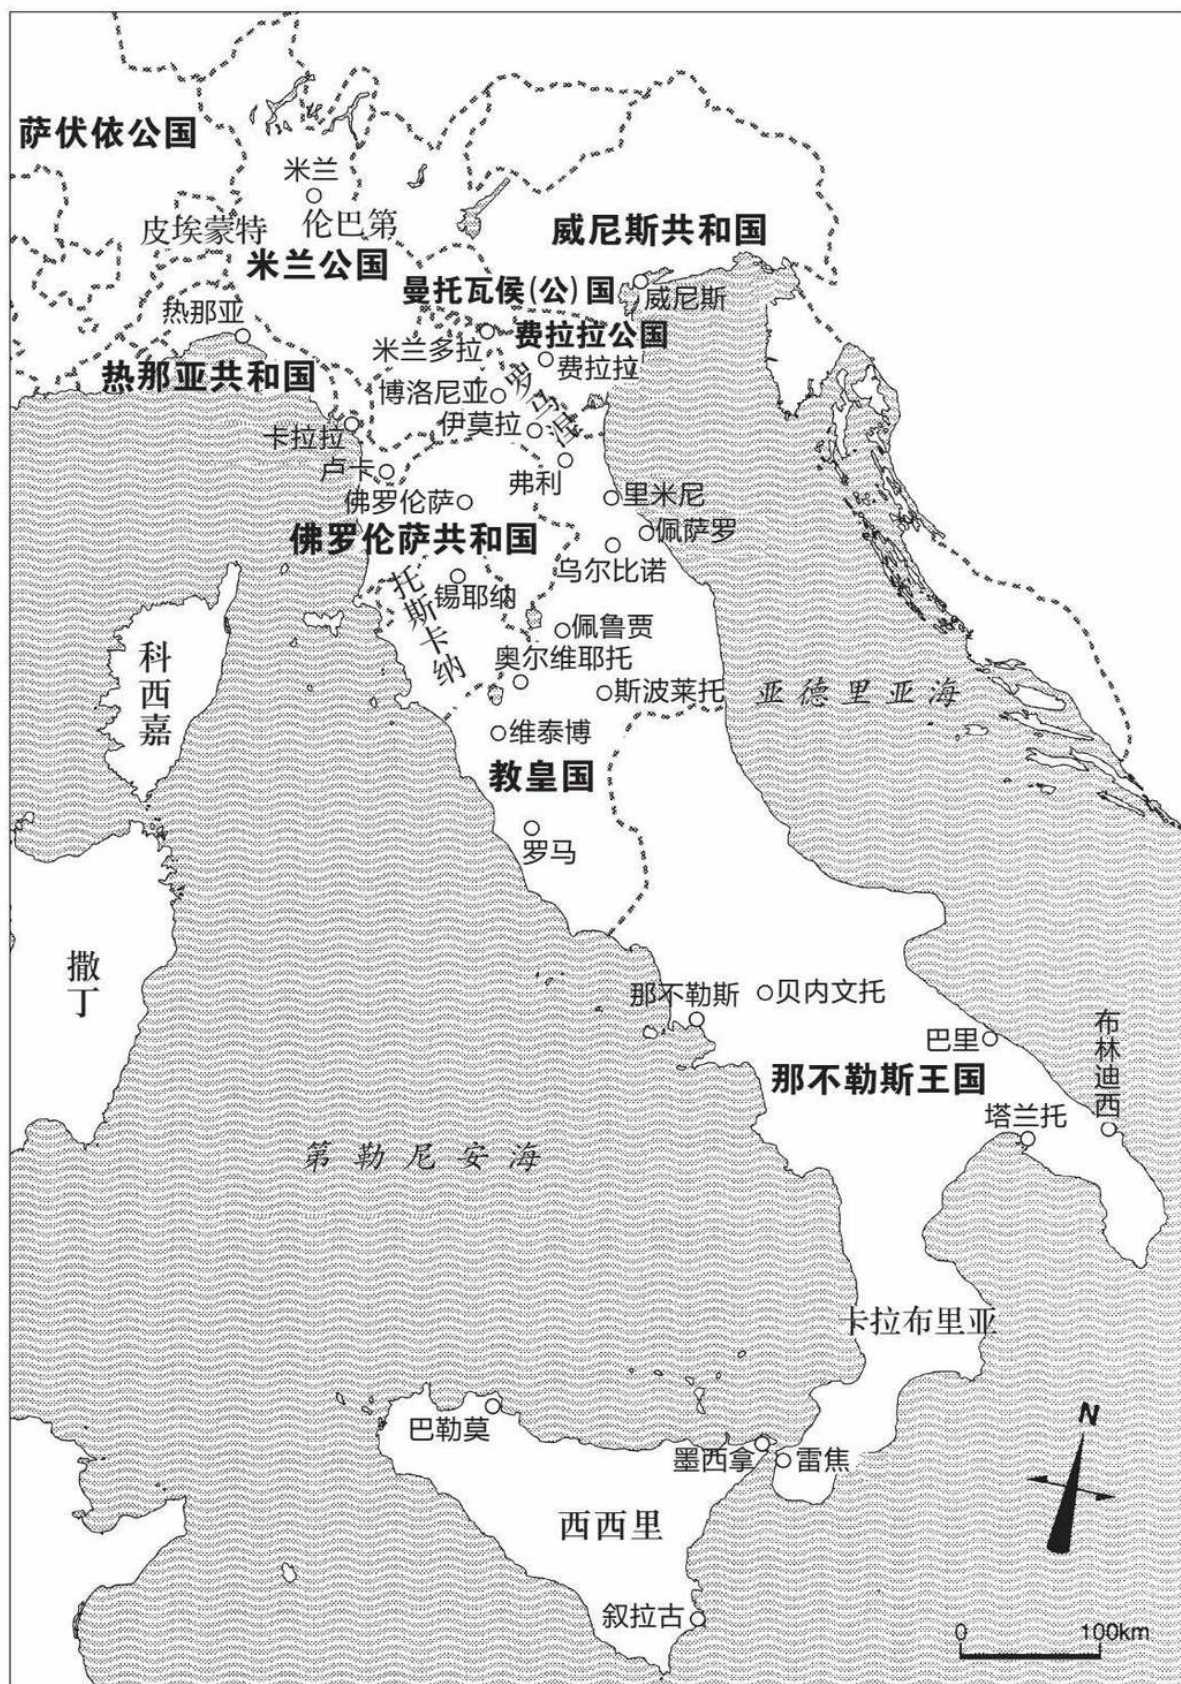 萨伏依公国
米兰
皮埃蒙特
伦巴第
米兰公国
威尼斯共和国
曼托瓦侯(公)国
威尼斯
热那亚
米兰多拉
费拉拉公国
费拉拉
热那亚共和国
博洛尼亚
罗马涅
伊莫拉
卡拉拉
卢卡
弗利
佛罗伦萨
里米尼
佩萨罗
佛罗伦萨共和国
乌尔比诺
托斯卡纳
锡耶纳
佩鲁贾
科西嘉
奥尔维耶托
斯波莱托
亚德里亚海
维泰博
教皇国
罗马
撒丁
那不勒斯
贝内文托
布林迪西
巴里
那不勒斯王国
塔兰托
第勒尼安海
卡拉布里亚
巴勒莫
墨西拿
雷焦
N
西西里
叙拉古
0 100km